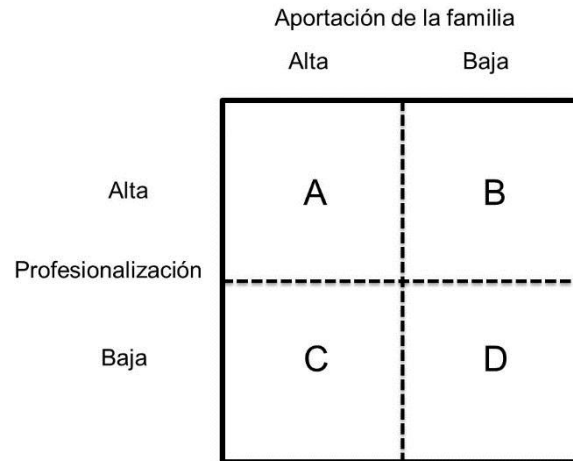 Aportación de la familia
Alta Baja
Alta A B
Profesionalización
Baja C D